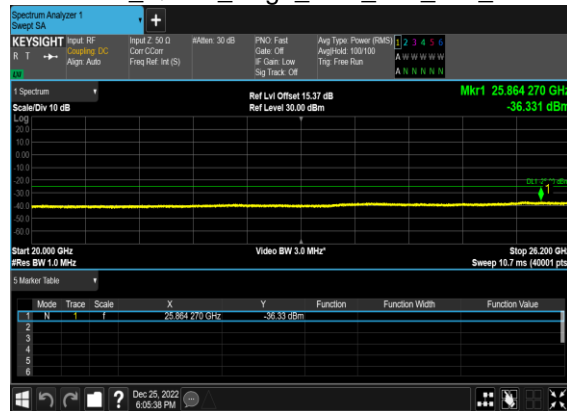 Spectrum Analyzer 1
Swept SA
+
KEYSIGHT Input: RF Input Z: 50 Ω #Atten: 30 dB PNO: Fast Avg Type: Power (RMS) 1 2 3 4 5 6
R T Coupling: DC Corr CCorr Gate: Off Avg|Hold: 100/100 A W W W W W
Align: Auto Freq Ref: Int (S) IF Gain: Low Trig: Free Run
Sig Track: Off A N N N N N
1 Spectrum
Ref Lvl Offset 15.37 dB Mkr1 25.864 270 GHz
Scale/Div 10 dB Ref Level 30.00 dBm -36.331 dBm
Log
20.0
10.0
0.00
-10.0
-20.0
-30.0
1
-40.0
-50.0
-60.0
Start 20.000 GHz Video BW 3.0 MHz* Stop 26.200 GHz
#Res BW 1.0 MHz Sweep 10.7 ms (40001 pts)
5 Marker Table
Mode Trace Scale X Y Function Function Width Function Value
1 N 1 f 25.864 270 GHz -36.33 dBm
2
3
4
5
6
? Dec 25, 2022
6:05:38 PM